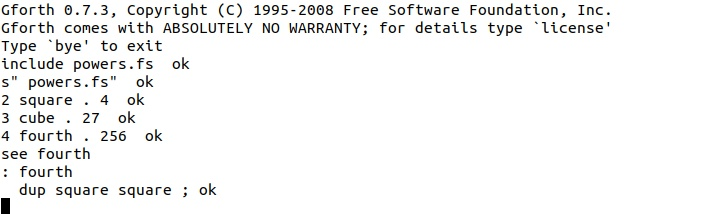 Gforth 0.7.3, Copyright (C) 1995-2008 Free Software Foundation, Inc.
Gforth comes with ABSOLUTELY NO WARRANTY; for details type `license'
Type `bye' to exit
include powers.fs  ok
s" powers.fs"  ok
2 square . 4  ok
3 cube . 27  ok
4 fourth . 256  ok
see fourth
: fourth
  dup square square ; ok